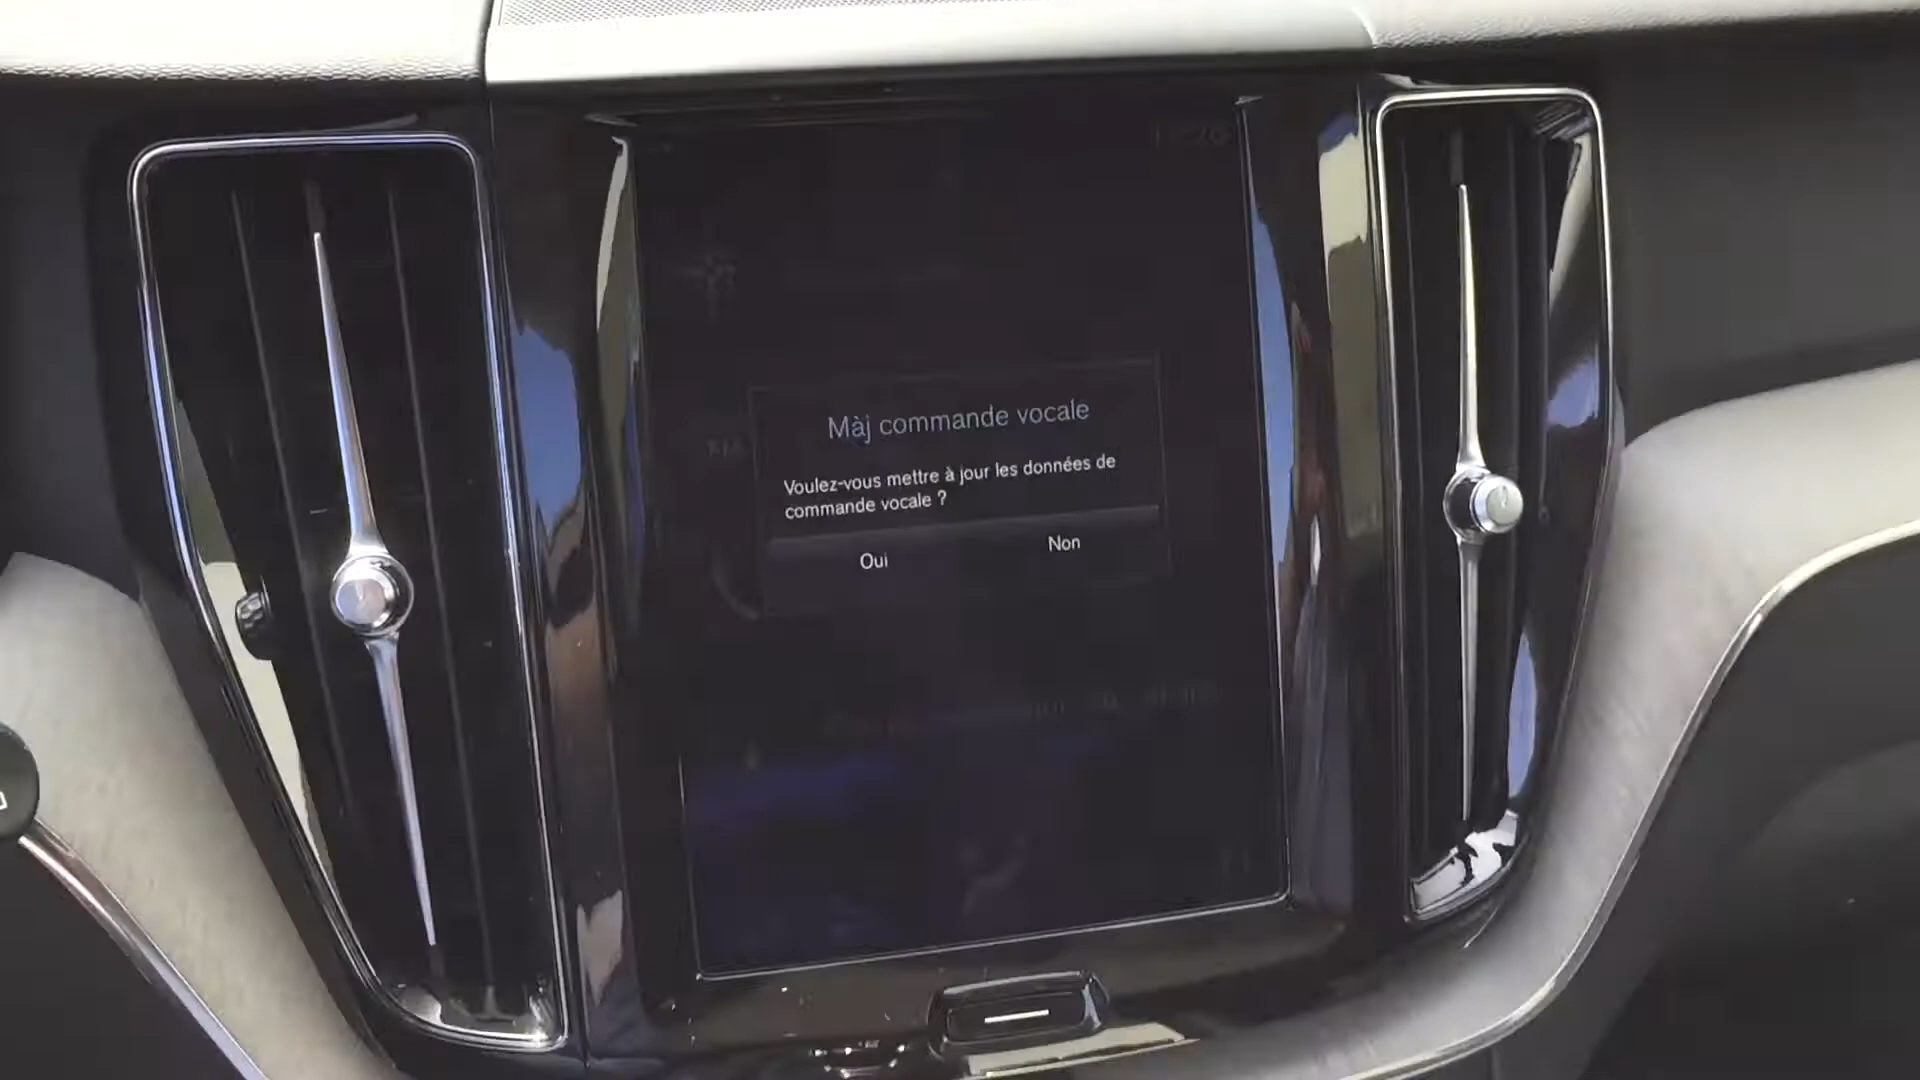 Màj commande vocale
Voulez-vous mettre à jour les données de
commande vocale ?
Oui
Non